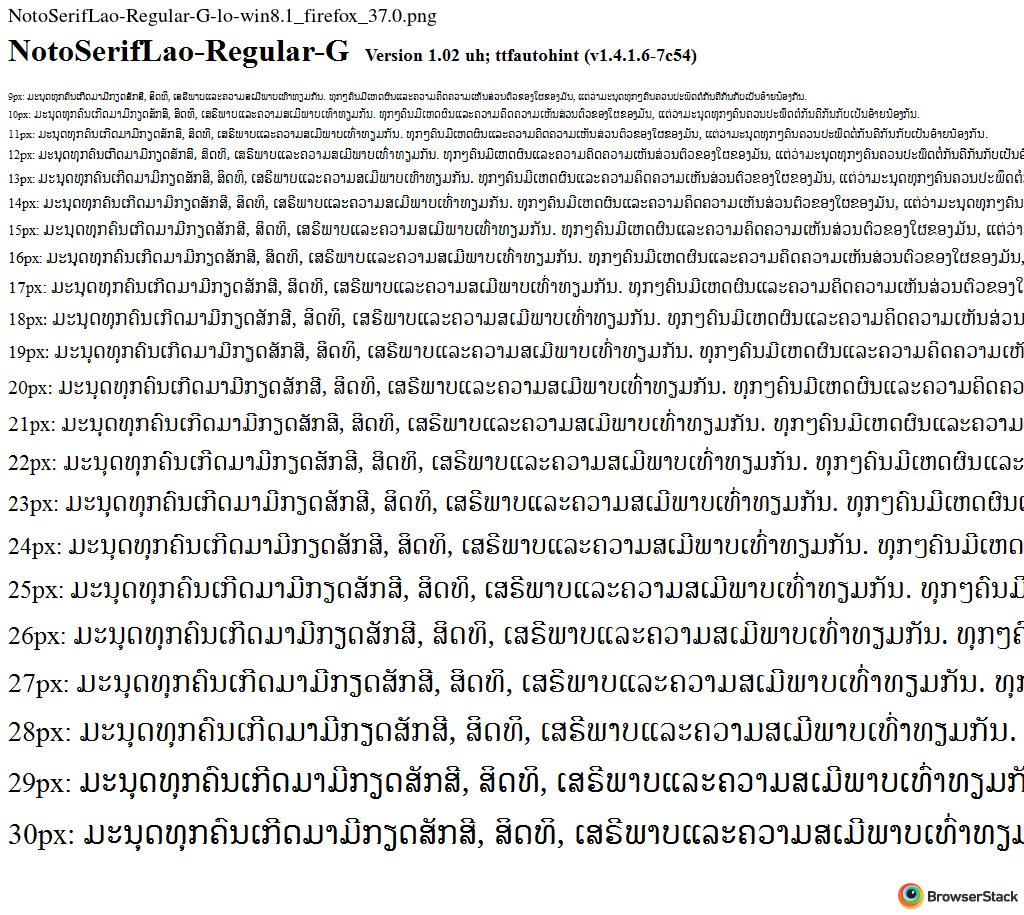 NotoSerifLao-Regular-G-lo-win8.1_firefox_37.0.png
NotoSerifLao-Regular-G Version 1.02 uh; ttfautohint (v1.4.1.6-7c54)
9px: ມະນຸດທຸກຄົນເກີດມາມີກຽດສັກສີ, ສິດທິ, ເສຣີພາບແລະຄວາມສເມີພາບເທົ່າທຽມກັນ. ທຸກໆຄົນມີເຫດຜົນແລະຄວາມຄິດຄວາມເຫັນສ່ວນຕົວຂອງໃຜຂອງມັນ, ແຕ່ວ່າມະນຸດທຸກໆຄົນຄວນປະພຶດຕໍ່ກັນຄືກັນກັບເປັນອ້າຍນ້ອງກັນ.
10px: ມະນຸດທຸກຄົນເກີດມາມີກຽດສັກສີ, ສິດທິ, ເສຣີພາບແລະຄວາມສເມີພາບເທົ່າທຽມກັນ. ທຸກໆຄົນມີເຫດຜົນແລະຄວາມຄິດຄວາມເຫັນສ່ວນຕົວຂອງໃຜຂອງມັນ, ແຕ່ວ່າມະນຸດທຸກໆຄົນຄວນປະພຶດຕໍ່ກັນຄືກັນກັບເປັນອ້າຍນ້ອງກັນ.
11px: ມະນຸດທຸກຄົນເກີດມາມີກຽດສັກສີ, ສິດທິ, ເສຣີພາບແລະຄວາມສເມີພາບເທົ່າທຽມກັນ. ທຸກໆຄົນມີເຫດຜົນແລະຄວາມຄິດຄວາມເຫັນສ່ວນຕົວຂອງໃຜຂອງມັນ, ແຕ່ວ່າມະນຸດທຸກໆຄົນຄວນປະພຶດຕໍ່ກັນຄືກັນກັບເປັນອ້າຍນ້ອງກັນ.
12px: ມະນຸດທຸກຄົນເກີດມາມີກຽດສັກສີ, ສິດທິ, ເສຣີພາບແລະຄວາມສເມີພາບເທົ່າທຽມກັນ. ທຸກໆຄົນມີເຫດຜົນແລະຄວາມຄິດຄວາມເຫັນສ່ວນຕົວຂອງໃຜຂອງມັນ, ແຕ່ວ່າມະນຸດທຸກໆຄົນຄວນປະພຶດຕໍ່ກັນຄືກັນກັບເປັນອ້
13px: ມະນຸດທຸກຄົນເກີດມາມີກຽດສັກສີ, ສິດທິ, ເສຣີພາບແລະຄວາມສເມີພາບເທົ່າທຽມກັນ. ທຸກໆຄົນມີເຫດຜົນແລະຄວາມຄິດຄວາມເຫັນສ່ວນຕົວຂອງໃຜຂອງມັນ, ແຕ່ວ່າມະນຸດທຸກໆຄົນຄວນປະພຶດຕໍ່
14px: ມະນຸດທຸກຄົນເກີດມາມີກຽດສັກສີ, ສິດທິ, ເສຣີພາບແລະຄວາມສເມີພາບເທົ່າທຽມກັນ. ທຸກໆຄົນມີເຫດຜົນແລະຄວາມຄິດຄວາມເຫັນສ່ວນຕົວຂອງໃຜຂອງມັນ, ແຕ່ວ່າມະນຸດທຸກໆຄົນ
15px: ມະນຸດທຸກຄົນເກີດມາມີກຽດສັກສີ, ສິດທິ, ເສຣີພາບແລະຄວາມສເມີພາບເທົ່າທຽມກັນ. ທຸກໆຄົນມີເຫດຜົນແລະຄວາມຄິດຄວາມເຫັນສ່ວນຕົວຂອງໃຜຂອງມັນ, ແຕ່ວ່າ
16px: ມະນຸດທຸກຄົນເກີດມາມີກຽດສັກສີ, ສິດທິ, ເສຣີພາບແລະຄວາມສເມີພາບເທົ່າທຽມກັນ. ທຸກໆຄົນມີເຫດຜົນແລະຄວາມຄິດຄວາມເຫັນສ່ວນຕົວຂອງໃຜຂອງມັນ,
17px: ມະນຸດທຸກຄົນເກີດມາມີກຽດສັກສີ, ສິດທິ, ເສຣີພາບແລະຄວາມສເມີພາບເທົ່າທຽມກັນ. ທຸກໆຄົນມີເຫດຜົນແລະຄວາມຄິດຄວາມເຫັນສ່ວນຕົວຂອງໃ
18px: ມະນຸດທຸກຄົນເກີດມາມີກຽດສັກສີ, ສິດທິ, ເສຣີພາບແລະຄວາມສເມີພາບເທົ່າທຽມກັນ. ທຸກໆຄົນມີເຫດຜົນແລະຄວາມຄິດຄວາມເຫັນສ່ວນ
19px: ມະນຸດທຸກຄົນເກີດມາມີກຽດສັກສີ, ສິດທິ, ເສຣີພາບແລະຄວາມສເມີພາບເທົ່າທຽມກັນ. ທຸກໆຄົນມີເຫດຜົນແລະຄວາມຄິດຄວາມເຫັ
20px: ມະນຸດທຸກຄົນເກີດມາມີກຽດສັກສີ, ສິດທິ, ເສຣີພາບແລະຄວາມສເມີພາບເທົ່າທຽມກັນ. ທຸກໆຄົນມີເຫດຜົນແລະຄວາມຄິດຄວ
21px: ມະນຸດທຸກຄົນເກີດມາມີກຽດສັກສີ, ສິດທິ, ເສຣີພາບແລະຄວາມສເມີພາບເທົ່າທຽມກັນ. ທຸກໆຄົນມີເຫດຜົນແລະຄວາມ
22px: ມະນຸດທຸກຄົນເກີດມາມີກຽດສັກສີ, ສິດທິ, ເສຣີພາບແລະຄວາມສເມີພາບເທົ່າທຽມກັນ. ທຸກໆຄົນມີເຫດຜົນແລະ
23px: ມະນຸດທຸກຄົນເກີດມາມີກຽດສັກສີ, ສິດທິ, ເສຣີພາບແລະຄວາມສເມີພາບເທົ່າທຽມກັນ. ທຸກໆຄົນມີເຫດຜົນແ
24px: ມະນຸດທຸກຄົນເກີດມາມີກຽດສັກສີ, ສິດທິ, ເສຣີພາບແລະຄວາມສເມີພາບເທົ່າທຽມກັນ. ທຸກໆຄົນມີເຫດ
25px: ມະນຸດທຸກຄົນເກີດມາມີກຽດສັກສີ, ສິດທິ, ເສຣີພາບແລະຄວາມສເມີພາບເທົ່າທຽມກັນ. ທຸກໆຄົນມີ
26px: ມະນຸດທຸກຄົນເກີດມາມີກຽດສັກສີ, ສິດທິ, ເສຣີພາບແລະຄວາມສເມີພາບເທົ່າທຽມກັນ. ທຸກໆຄົ
27px: ມະນຸດທຸກຄົນເກີດມາມີກຽດສັກສີ, ສິດທິ, ເສຣີພາບແລະຄວາມສເມີພາບເທົ່າທຽມກັນ. ທຸກ
28px: ມະນຸດທຸກຄົນເກີດມາມີກຽດສັກສີ, ສິດທິ, ເສຣີພາບແລະຄວາມສເມີພາບເທົ່າທຽມກັນ.
29px: ມະນຸດທຸກຄົນເກີດມາມີກຽດສັກສີ, ສິດທິ, ເສຣີພາບແລະຄວາມສເມີພາບເທົ່າທຽມກັ
30px: ມະນຸດທຸກຄົນເກີດມາມີກຽດສັກສີ, ສິດທິ, ເສຣີພາບແລະຄວາມສເມີພາບເທົ່າທຽມ
BrowserStack